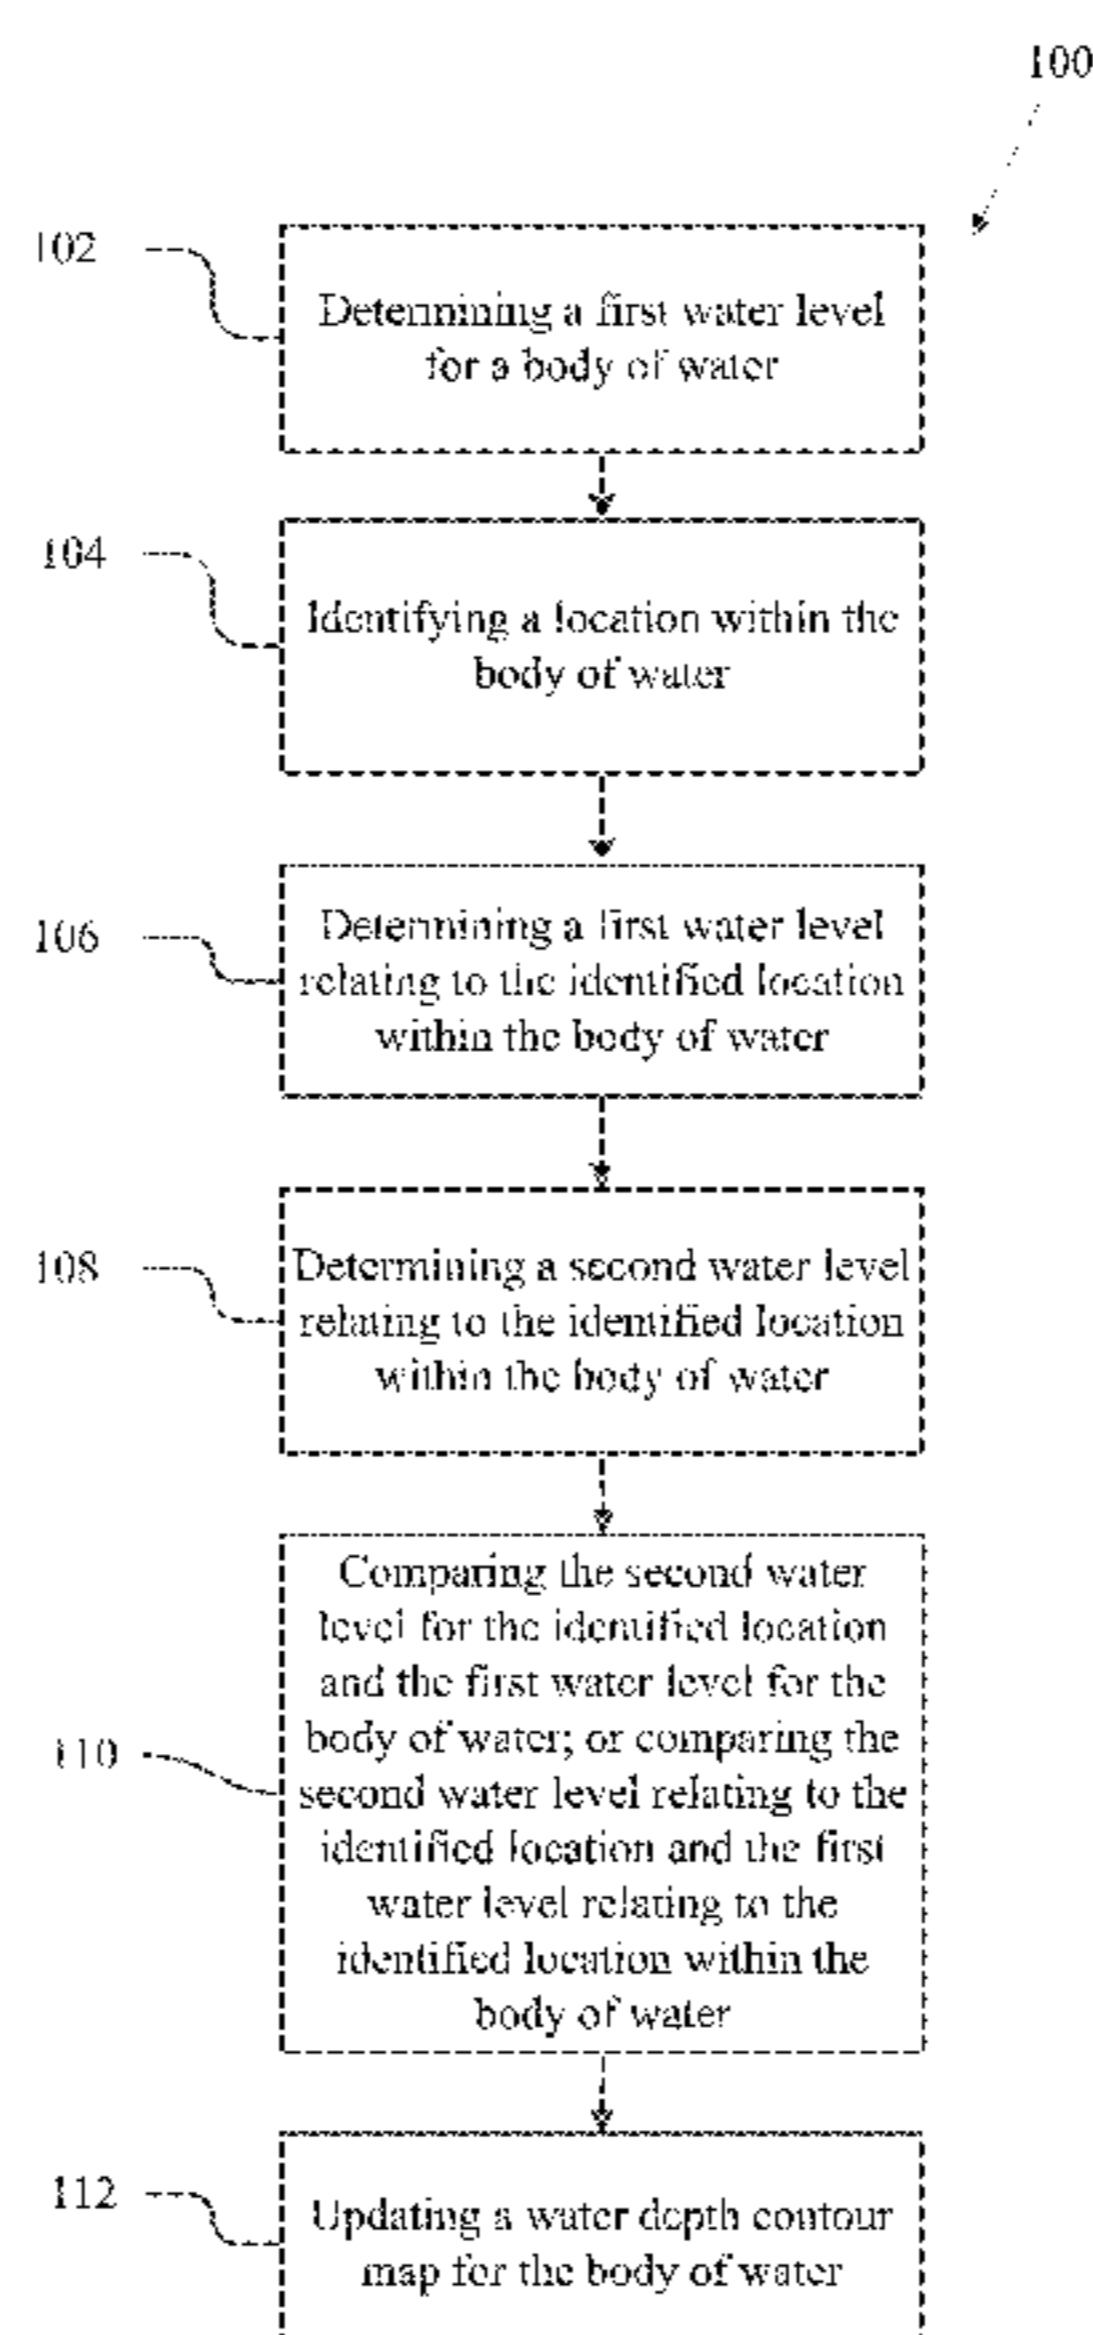 100
102
Determining a first water level
for a body of water
104
Identifying a location within the
body of water
106
Determining a first water level
relating to the identified location
within the body of water
108
Determining a second water level
relating to the identified location
within the body of water
110
Comparing the second water
level for the identified location
and the first water level for the
body of water; or comparing the
second water level relating to the
identified location and the first
water level relating to the
identified location within the
body of water
112
Updating a water depth contour
map for the body of water